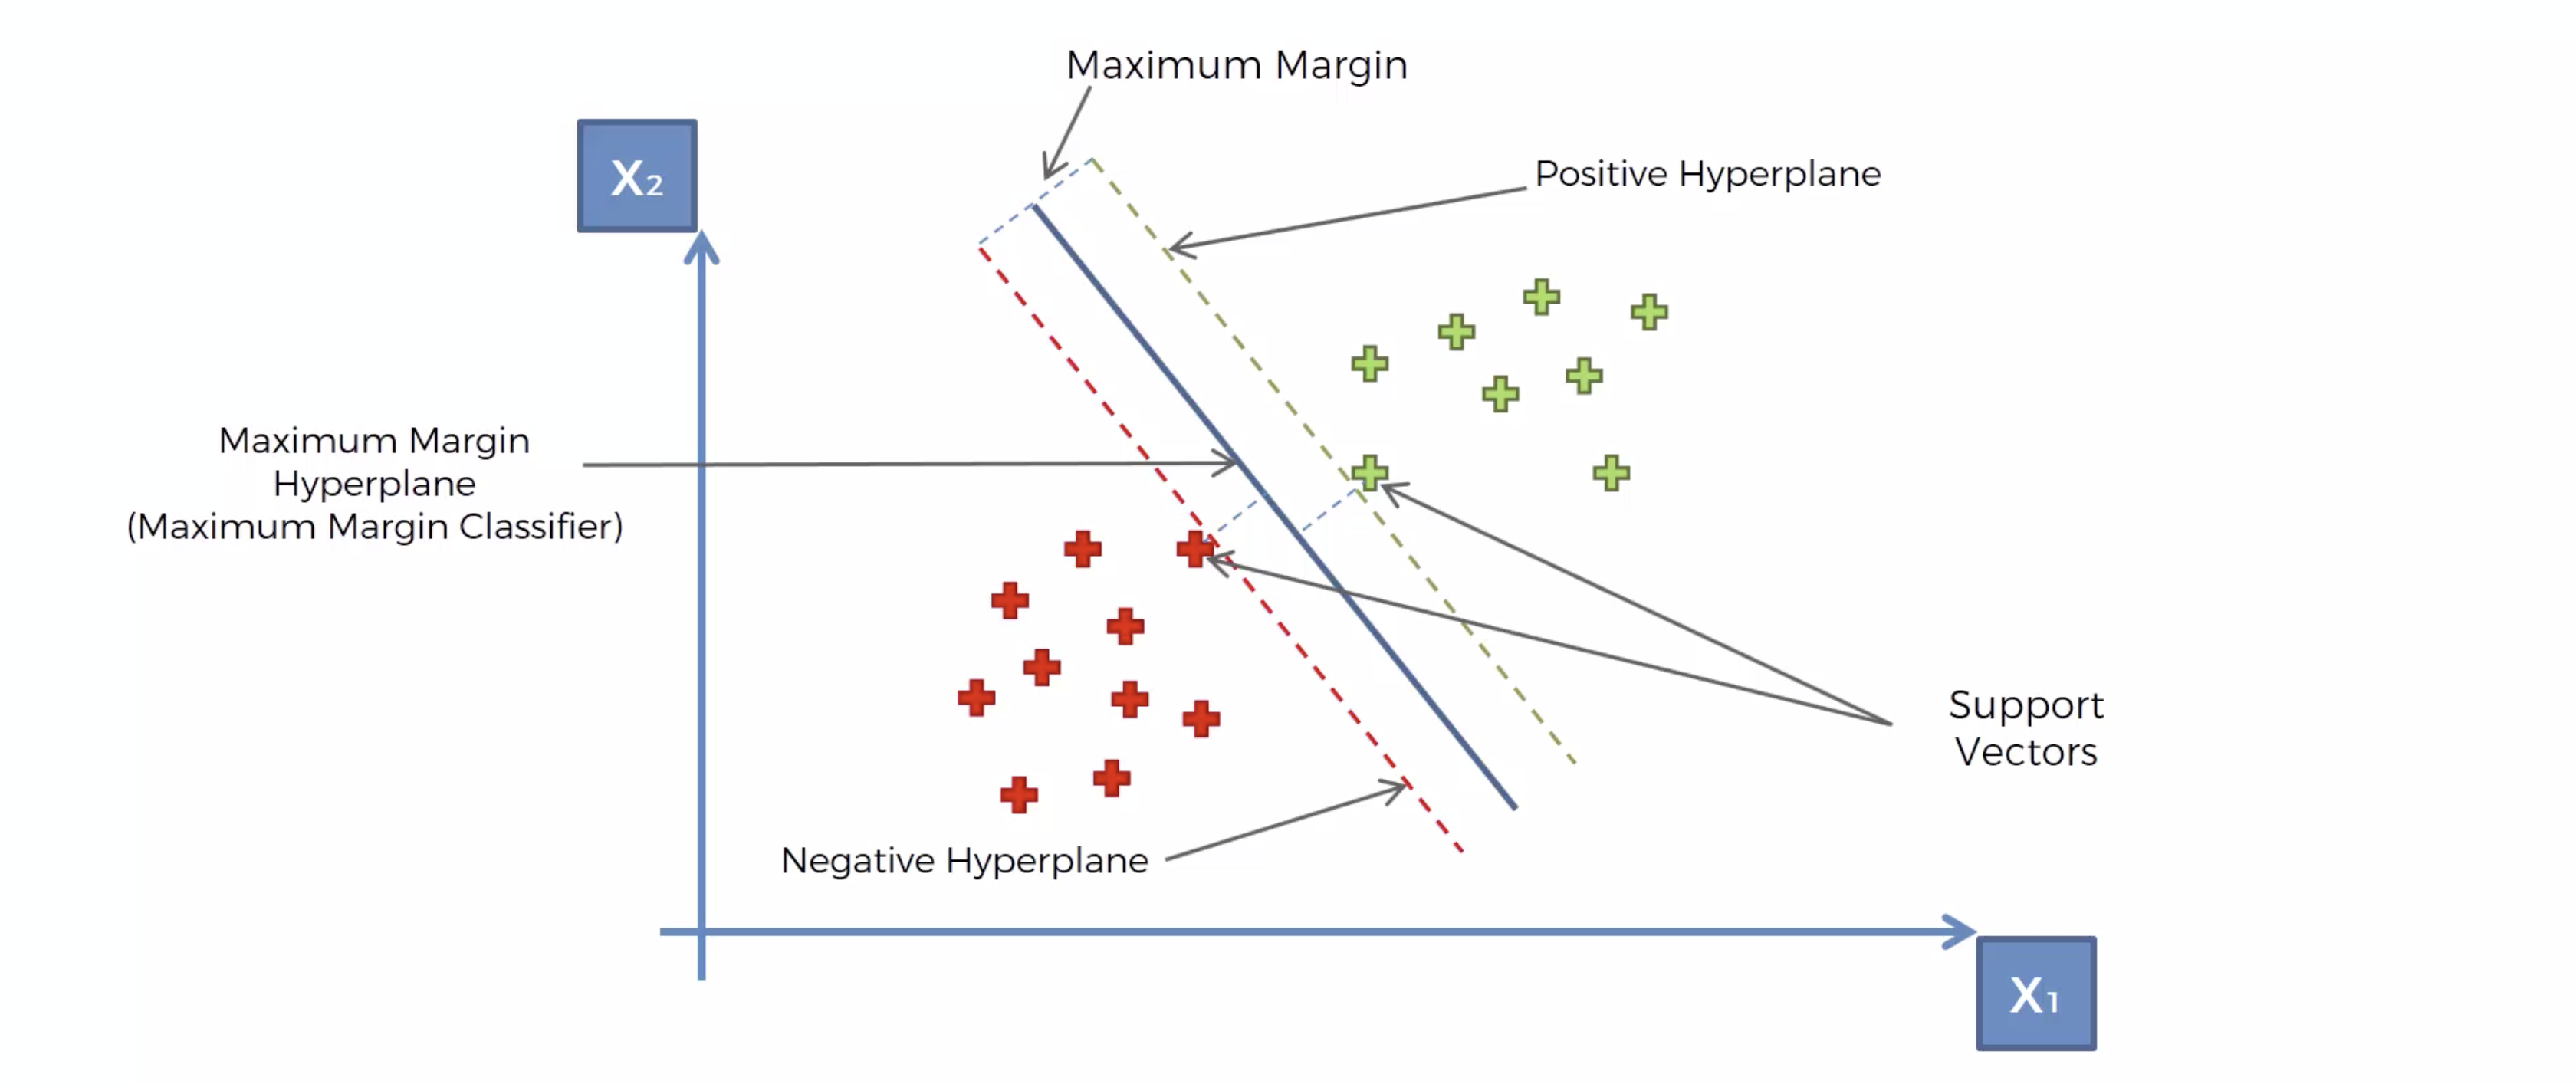 Maximum Margin
X₂
Positive Hyperplane
Maximum Margin
Hyperplane
(Maximum Margin Classifier)
Support
Vectors
Negative Hyperplane
X₁